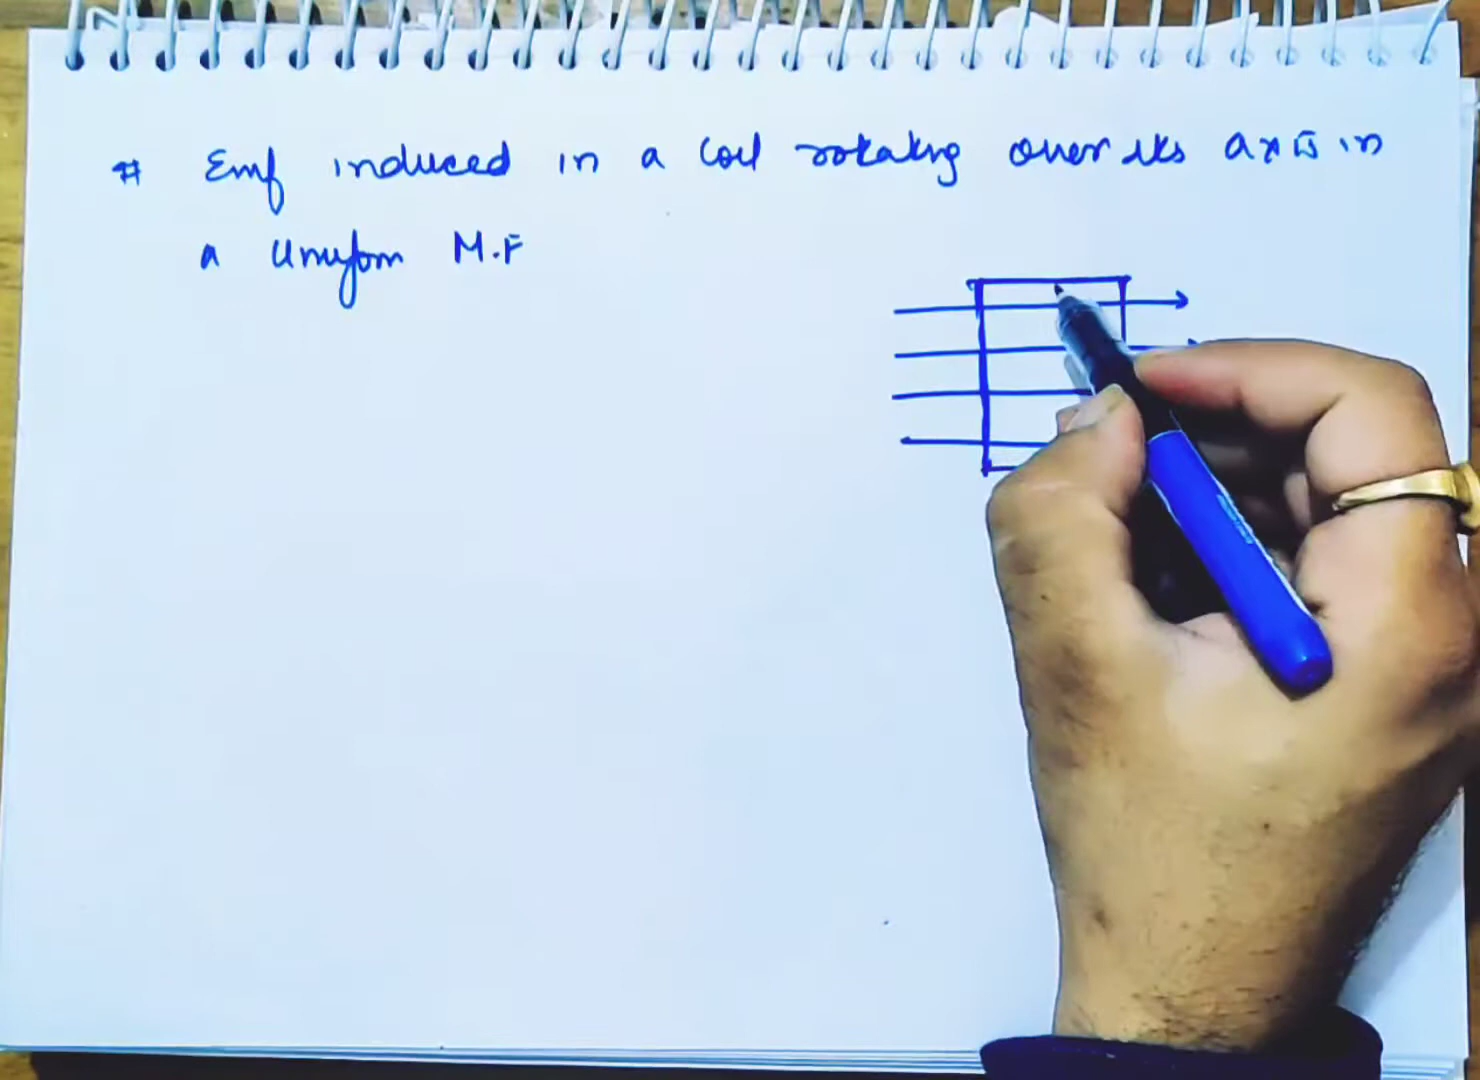 # Emf induced in a coil rotating over its axis in
a Uniform M.F